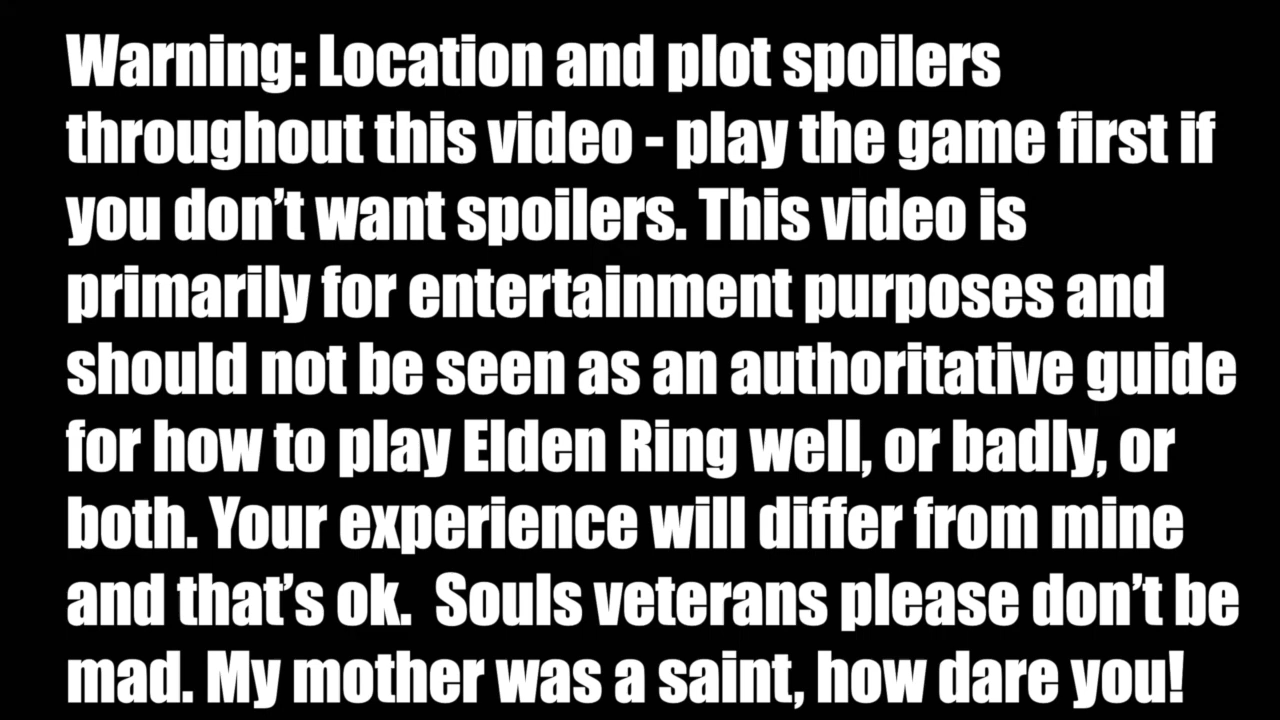 Warning: Location and plot spoilers
throughout this video - play the game first if
you don’t want spoilers. This video is
primarily for entertainment purposes and
should not be seen as an authoritative guide
for how to play Elden Ring well, or badly, or
both. Your experience will differ from mine
and that’s ok.  Souls veterans please don’t be
mad. My mother was a saint, how dare you!